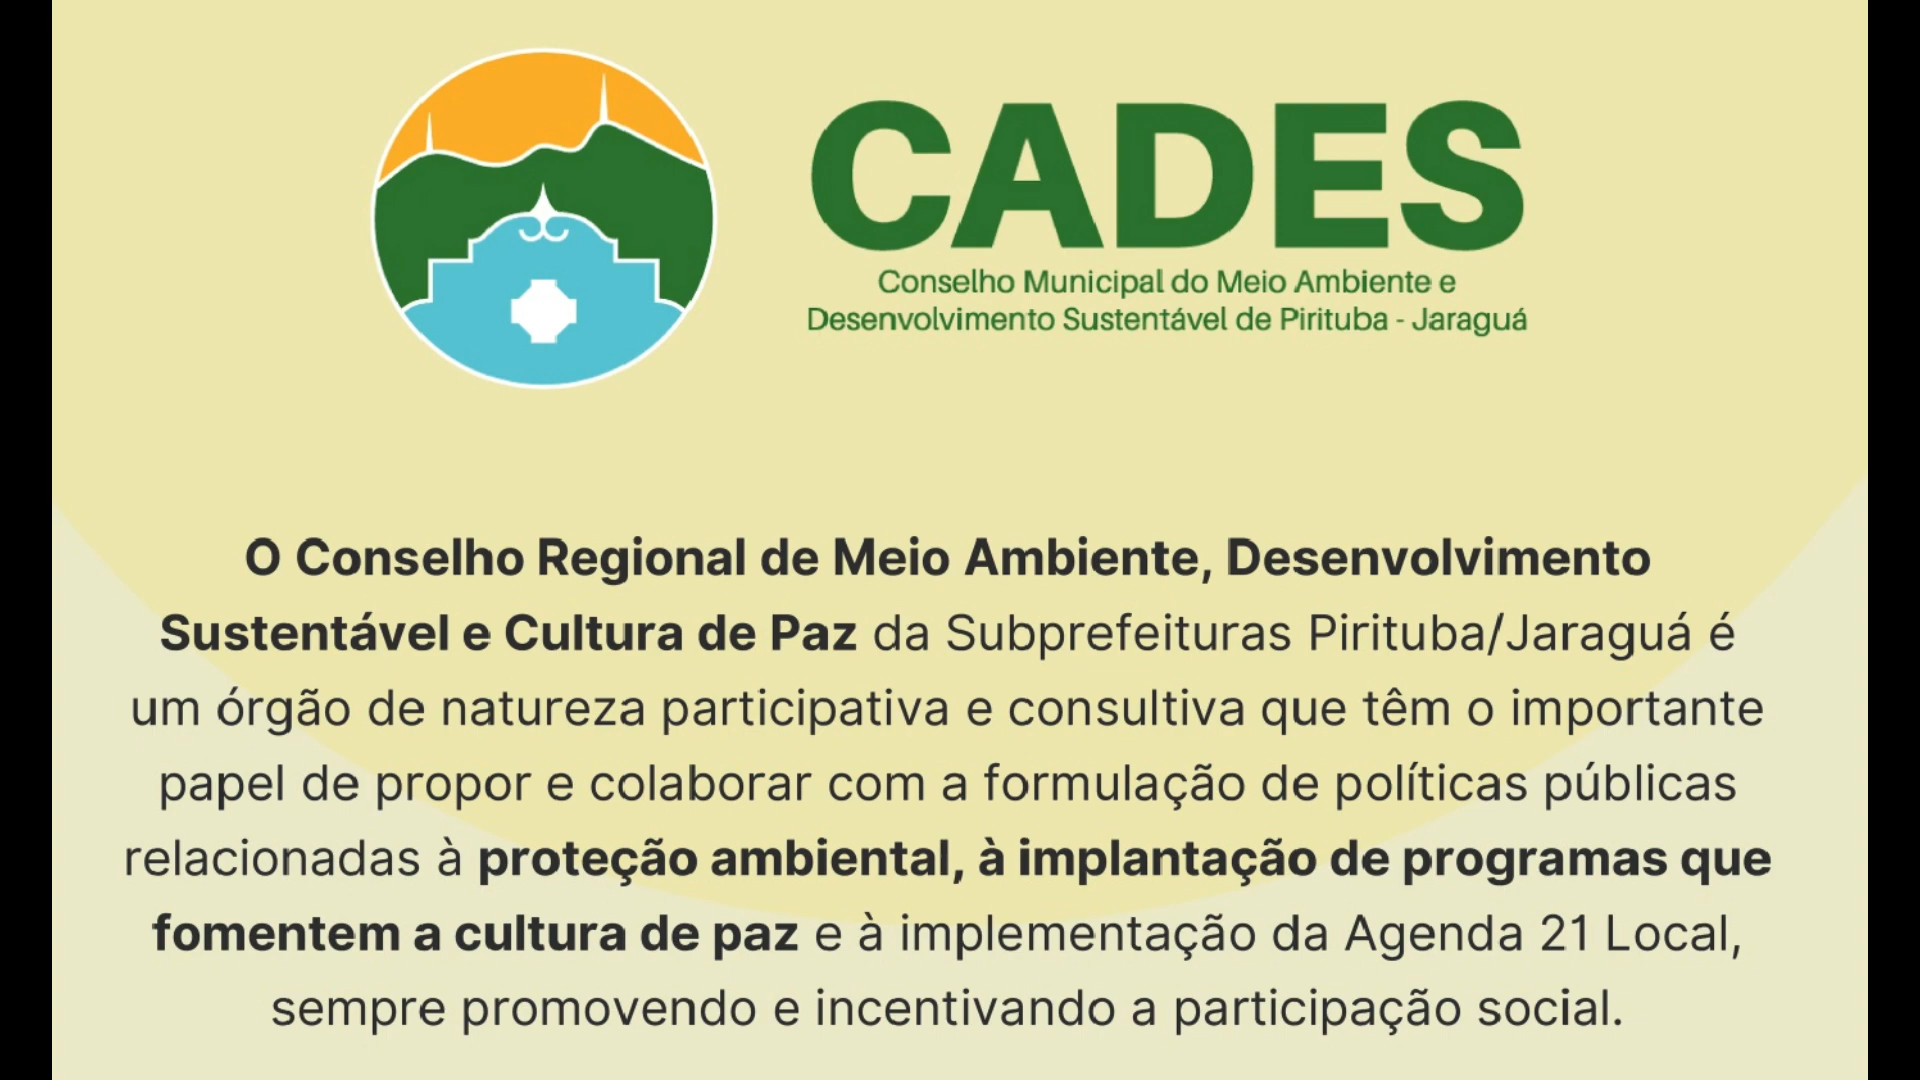 CADES
Conselho Municipal do Meio Ambiente e
Desenvolvimento Sustentável de Pirituba - Jaraguá
O Conselho Regional de Meio Ambiente, Desenvolvimento
Sustentável e Cultura de Paz da Subprefeituras Pirituba/Jaraguá é
um órgão de natureza participativa e consultiva que têm o importante
papel de propor e colaborar com a formulação de políticas públicas
relacionadas à proteção ambiental, à implantação de programas que
fomentem a cultura de paz e à implementação da Agenda 21 Local,
sempre promovendo e incentivando a participação social.